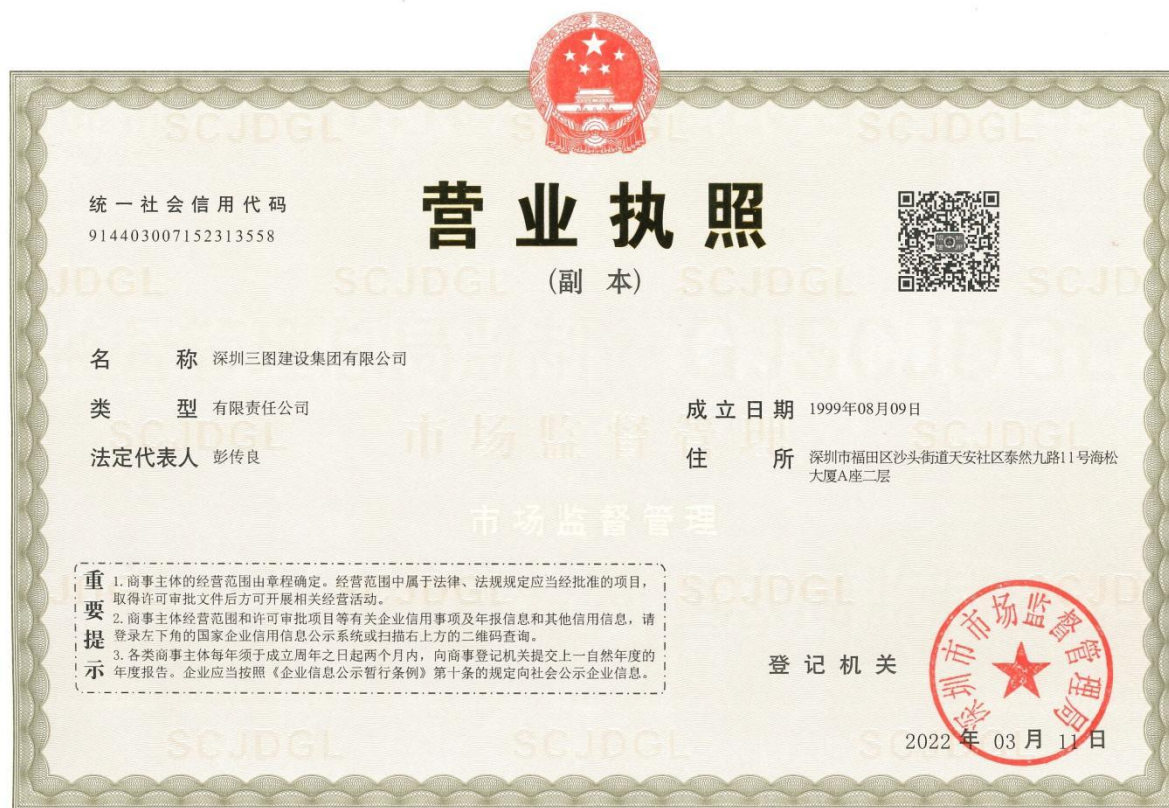 统一社会信用代码
914403007152313558
营业执照
(副 本)
名 称 深圳三图建设集团有限公司
类 型 有限责任公司
成立日期 1999年08月09日
法定代表人 彭传良
住 所 深圳市福田区沙头街道天安社区泰然九路11号海松
大厦A座二层
市场监督管理
市场监督管理
重要提示
1. 商事主体的经营范围由章程确定。经营范围中属于法律、法规规定应当经批准的项目，
取得许可审批文件后方可开展相关经营活动。
2. 商事主体经营范围和许可审批项目等有关企业信用事项及年报信息和其他信用信息，请
登录左下角的国家企业信用信息公示系统或扫描右上方的二维码查询。
3. 各类商事主体每年须于成立周年之日起两个月内，向商事登记机关提交上一自然年度的
年度报告。企业应当按照《企业信息公示暂行条例》第十条的规定向社会公示企业信息。
登记机关
深圳市市场监督管理局
2022 年 03 月 11 日
SCJDGL